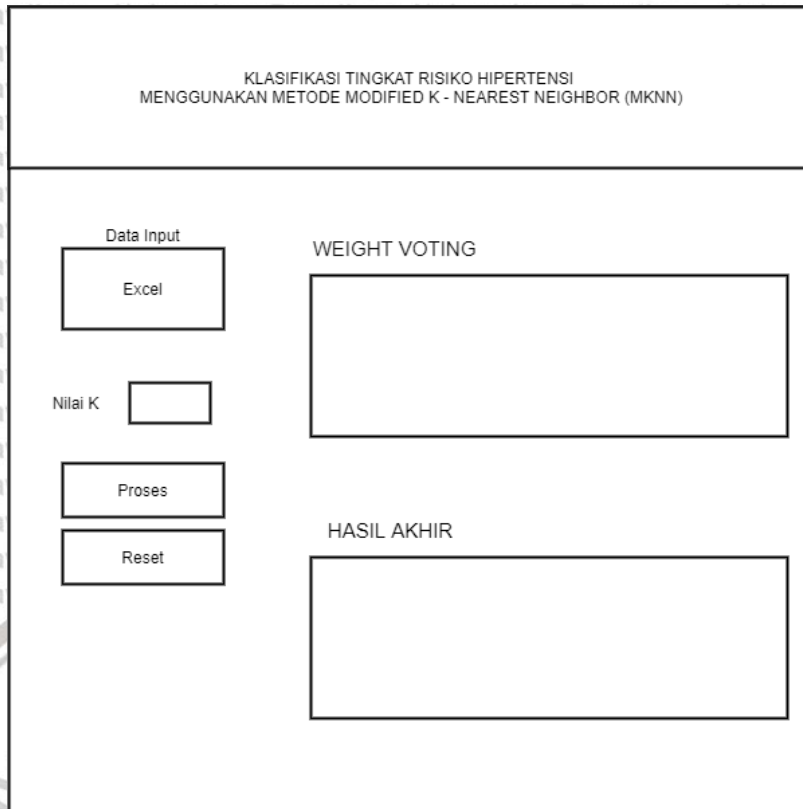 KLASIFIKASI TINGKAT RISIKO HIPERTENSI
MENGGUNAKAN METODE MODIFIED K - NEAREST NEIGHBOR (MKNN)
Data Input
Excel
Nilai K
Proses
Reset
WEIGHT VOTING
HASIL AKHIR